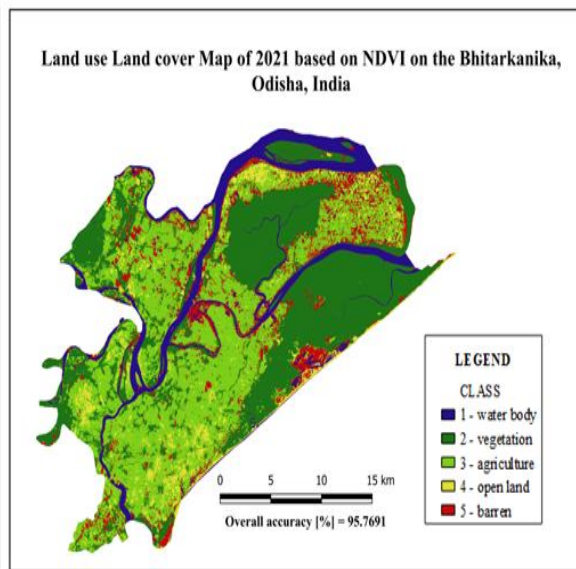 Land use Land cover Map of 2021 based on NDVI on the Bhitarkanika,
Odisha, India
LEGEND
CLASS
1 - water body
2 - vegetation
3 - agriculture
4 - open land
5 - barren
0 5 10 15 km
Overall accuracy [%] = 95.7691